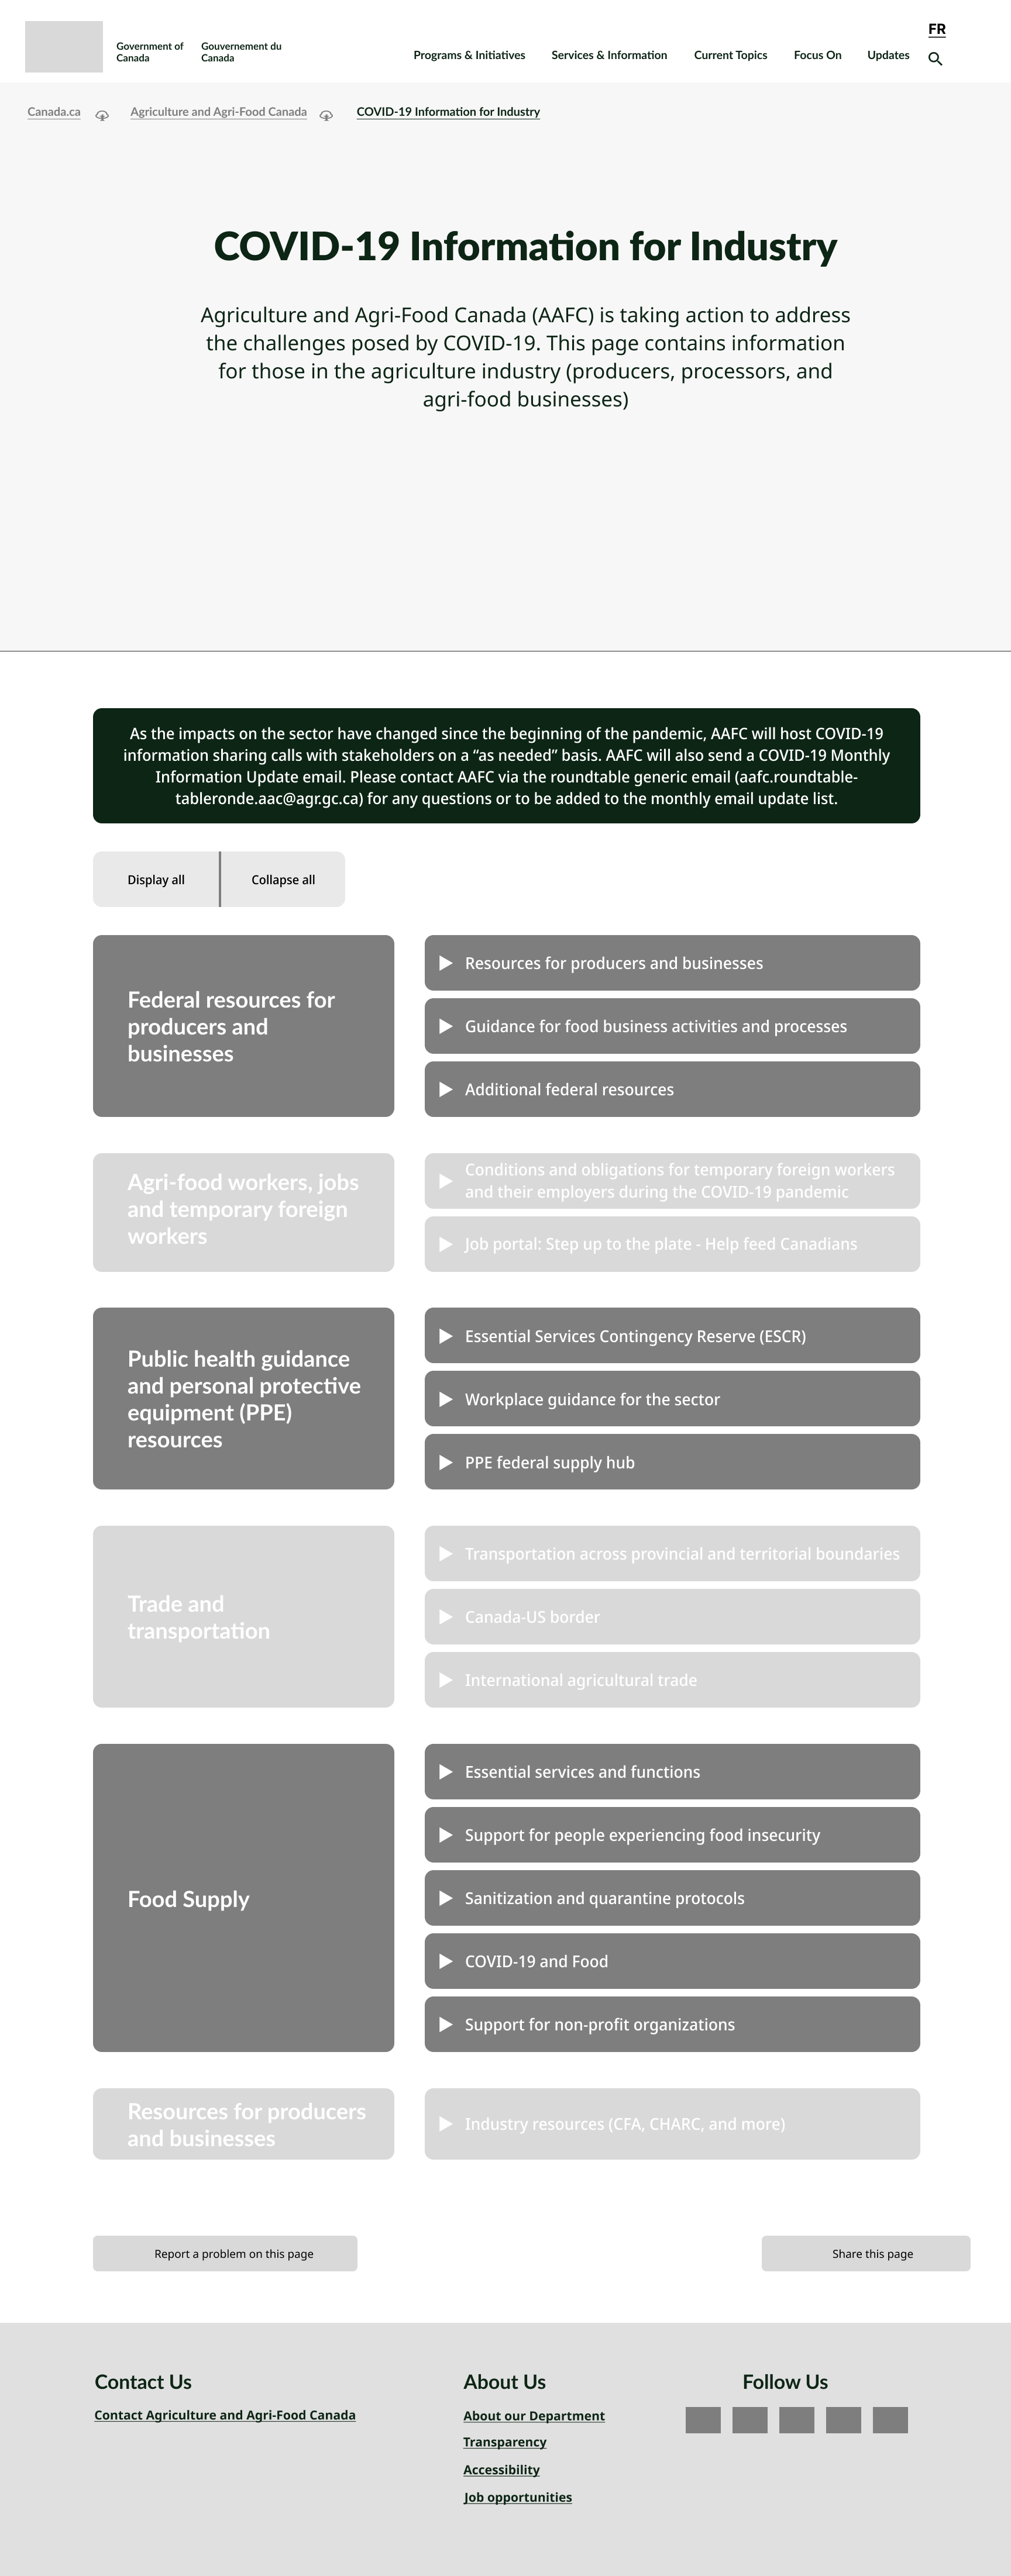 FR
Government of
Canada
Gouvernement du
Canada
Programs & Initiatives
Services & Information
Current Topics
Focus On
Updates
Canada.ca
Agriculture and Agri-Food Canada
COVID-19 Information for Industry
COVID-19 Information for Industry
Agriculture and Agri-Food Canada (AAFC) is taking action to address
the challenges posed by COVID-19. This page contains information
for those in the agriculture industry (producers, processors, and
agri-food businesses)
As the impacts on the sector have changed since the beginning of the pandemic, AAFC will host COVID-19
information sharing calls with stakeholders on a “as needed” basis. AAFC will also send a COVID-19 Monthly
Information Update email. Please contact AAFC via the roundtable generic email (aafc.roundtable-
tableronde.aac@agr.gc.ca) for any questions or to be added to the monthly email update list.
Display all
Collapse all
Federal resources for
producers and
businesses
Resources for producers and businesses
Guidance for food business activities and processes
Additional federal resources
Agri-food workers, jobs
and temporary foreign
workers
Conditions and obligations for temporary foreign workers
and their employers during the COVID-19 pandemic
Job portal: Step up to the plate - Help feed Canadians
Public health guidance
and personal protective
equipment (PPE)
resources
Essential Services Contingency Reserve (ESCR)
Workplace guidance for the sector
PPE federal supply hub
Trade and
transportation
Transportation across provincial and territorial boundaries
Canada-US border
International agricultural trade
Food Supply
Essential services and functions
Support for people experiencing food insecurity
Sanitization and quarantine protocols
COVID-19 and Food
Support for non-profit organizations
Resources for producers
and businesses
Industry resources (CFA, CHARC, and more)
Report a problem on this page
Share this page
Contact Us
Contact Agriculture and Agri-Food Canada
About Us
About our Department
Transparency
Accessibility
Job opportunities
Follow Us